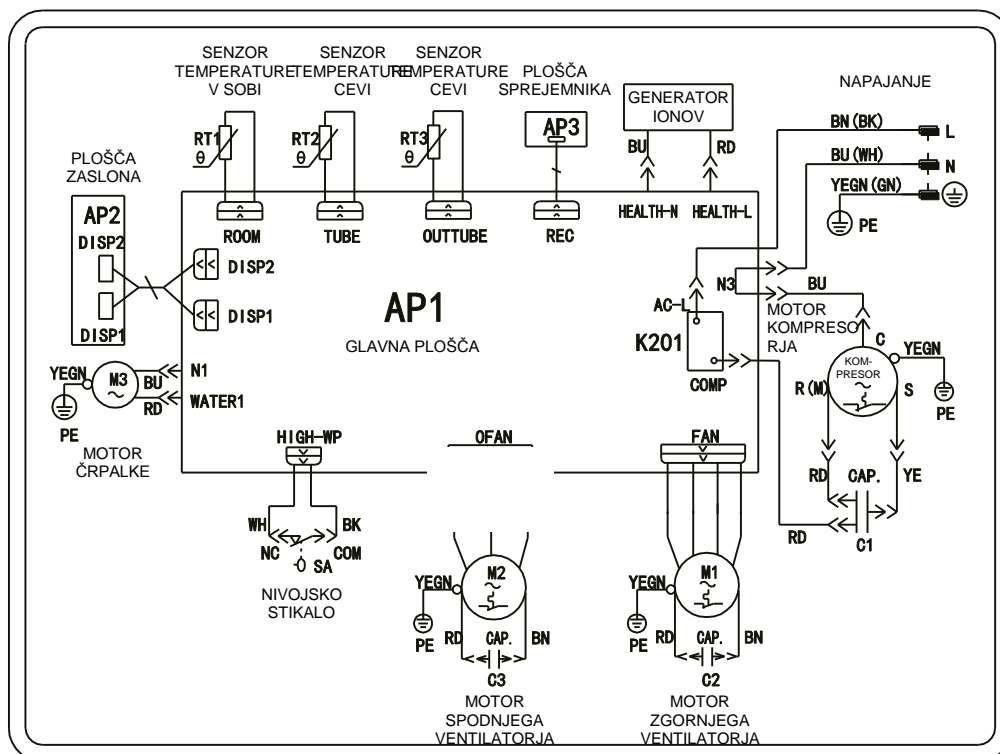 SENZOR
TEMPERATURE
V SOBI
SENZOR
TEMPERATURE
CEVI
SENZOR
TEMPERATURE
CEVI
PLOŠČA
SPREJEMNIKA
GENERATOR
IONOV
NAPAJANJE
RT1
θ
RT2
θ
RT3
θ
AP3
BU
RD
BN(BK)
L
BU(WH)
N
YEGN(GN)
PE
PLOŠČA
ZASLONA
AP2
DISP2
DISP1
ROOM
TUBE
OUTTUBE
REC
HEALTH-N
HEALTH-L
DISP2
DISP1
AP1
GLAVNA PLOŠČA
AC-L
N3
BU
K201
COMP
MOTOR
KOMPRESO
RJA
C
YEGN
KOM-
PRESOR
~
R(M)
S
PE
YEGN
M3
~
BU
RD
N1
WATER1
PE
MOTOR
ČRPALKE
HIGH-WP
OFAN
FAN
RD
CAP.
YE
RD
C1
WH
BK
NC
COM
SA
NIVOJSKO
STIKALO
YEGN
M2
~
PE
RD
CAP.
BN
C3
MOTOR
SPODNJEGA
VENTILATORJA
YEGN
M1
~
PE
RD
CAP.
BN
C2
MOTOR
ZGORNJEGA
VENTILATORJA